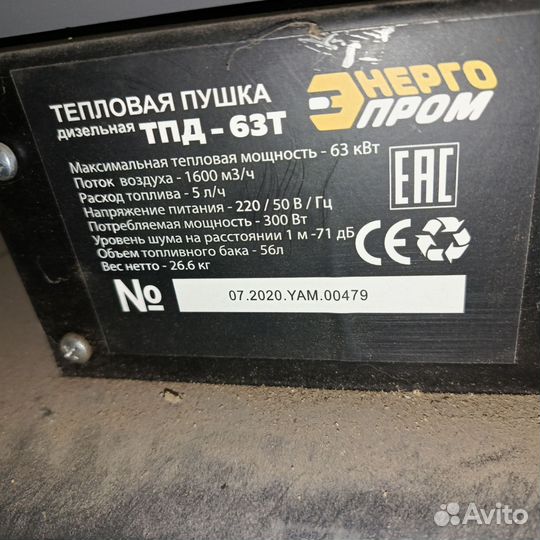 ЭНЕРГО
ПРОМ
ТЕПЛОВАЯ ПУШКА
дизельная ТПД - 63Т
Максимальная тепловая мощность - 63 кВт
Поток воздуха - 1600 м3/ч
Расход топлива - 5 л/ч
Напряжение питания - 220 / 50 В / Гц
Потребляемая мощность - 300 Вт
Уровень шума на расстоянии 1 м -71 дБ
Объем топливного бака - 56л
Вес нетто - 26.6 кг
EAC
CE
№ 07.2020.YAM.00479
Avito